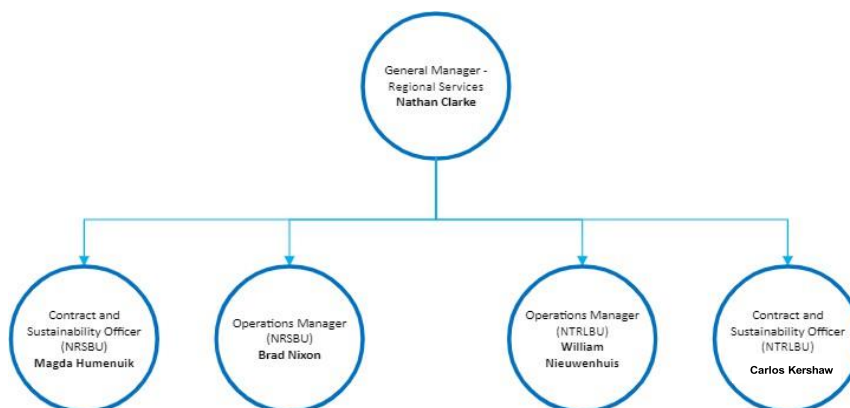 General Manager -
Regional Services
Nathan Clarke
Contract and
Sustainability Officer
(NRSBU)
Magda Humenuik
Operations Manager
(NRSBU)
Brad Nixon
Operations Manager
(NTRLBU)
William
Nieuwenhuis
Contract and
Sustainability Officer
(NTRLBU)
Carlos Kershaw